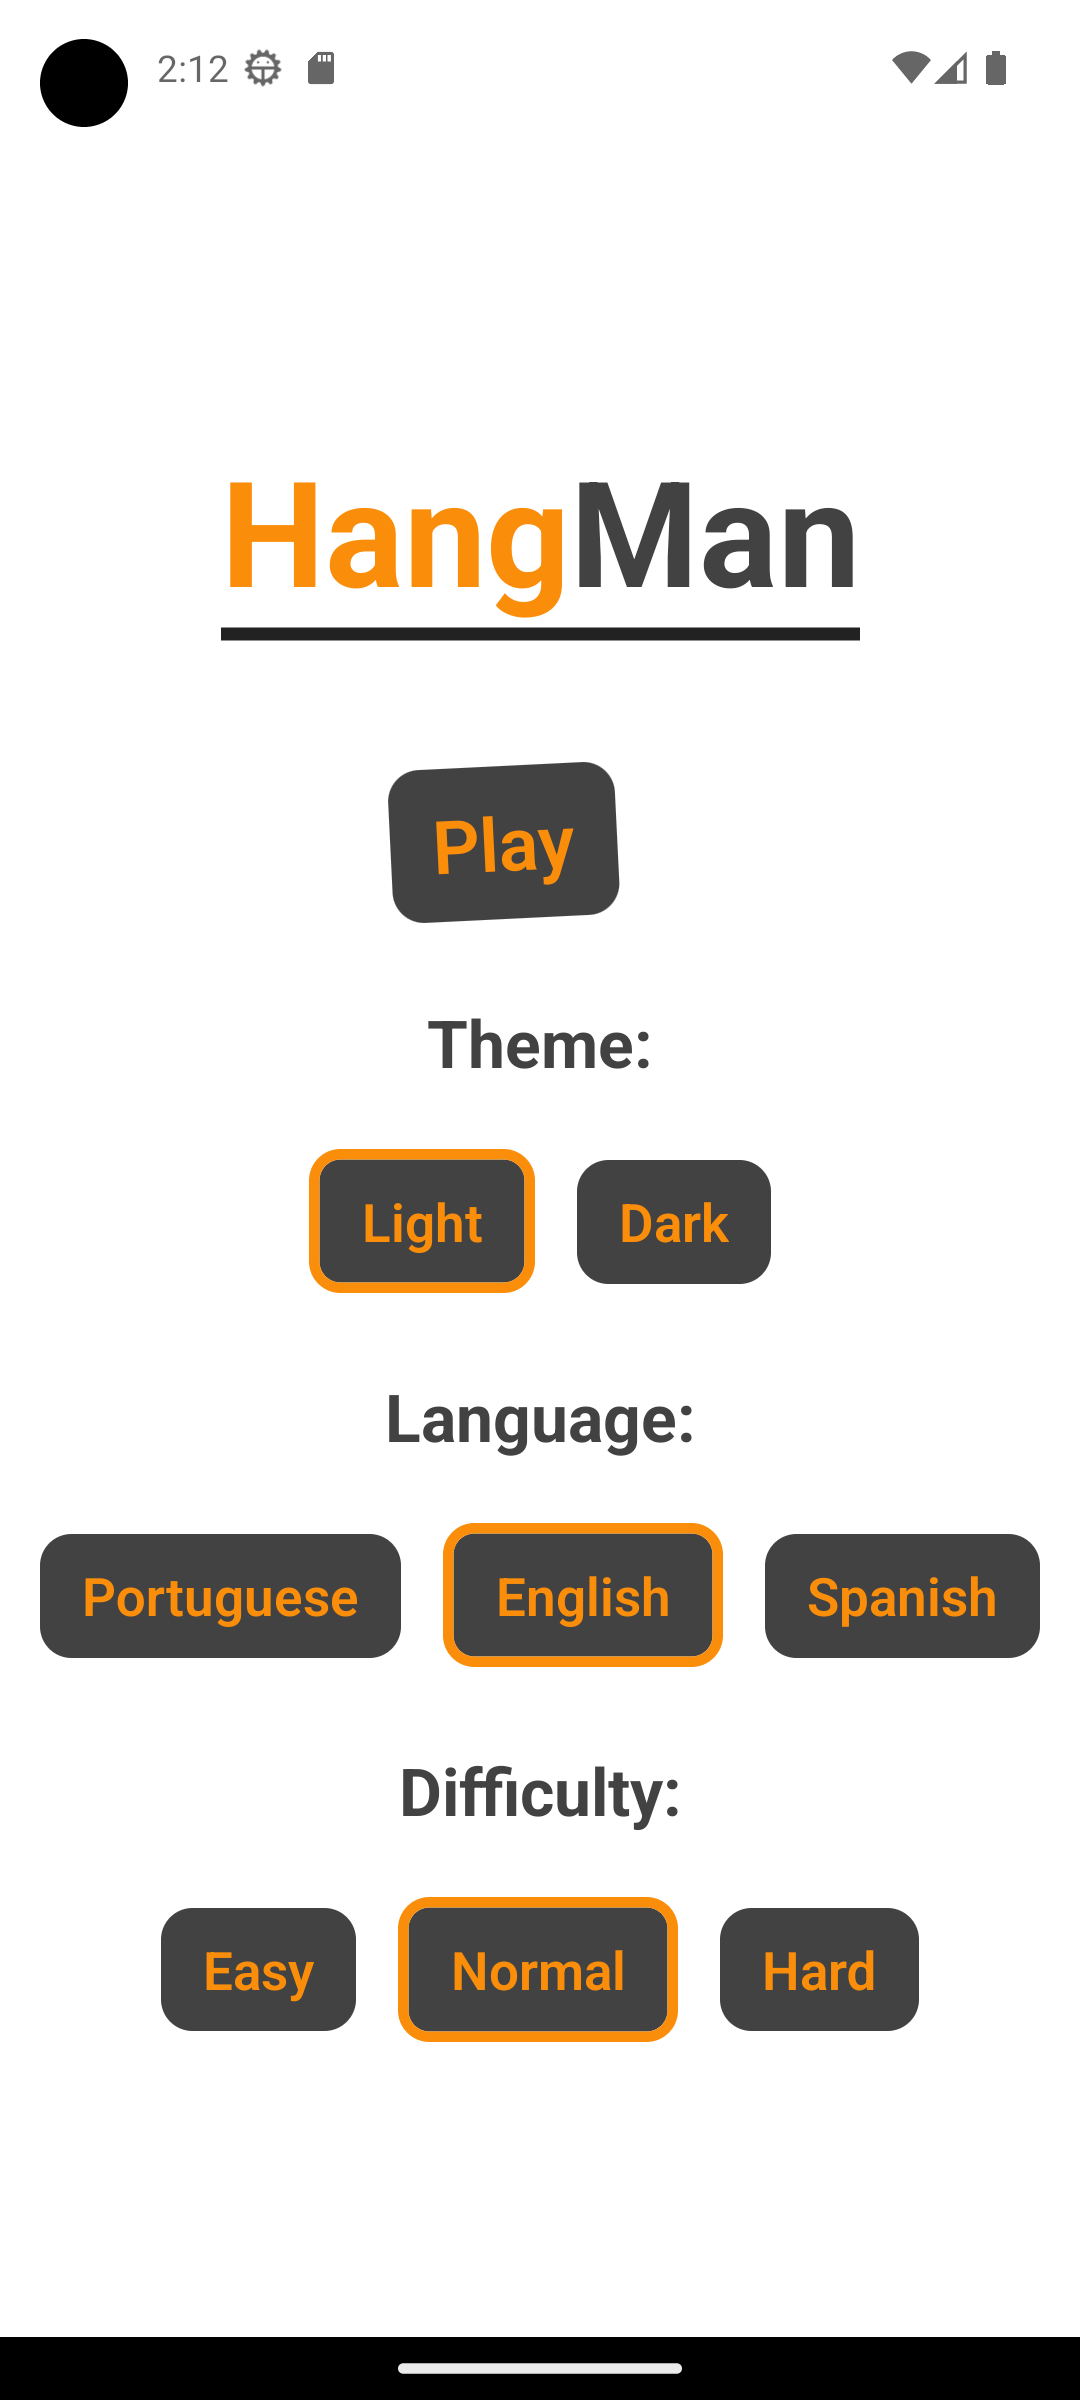 2:12
HangMan
Play
Theme:
Light Dark
Language:
Portuguese English Spanish
Difficulty:
Easy Normal Hard